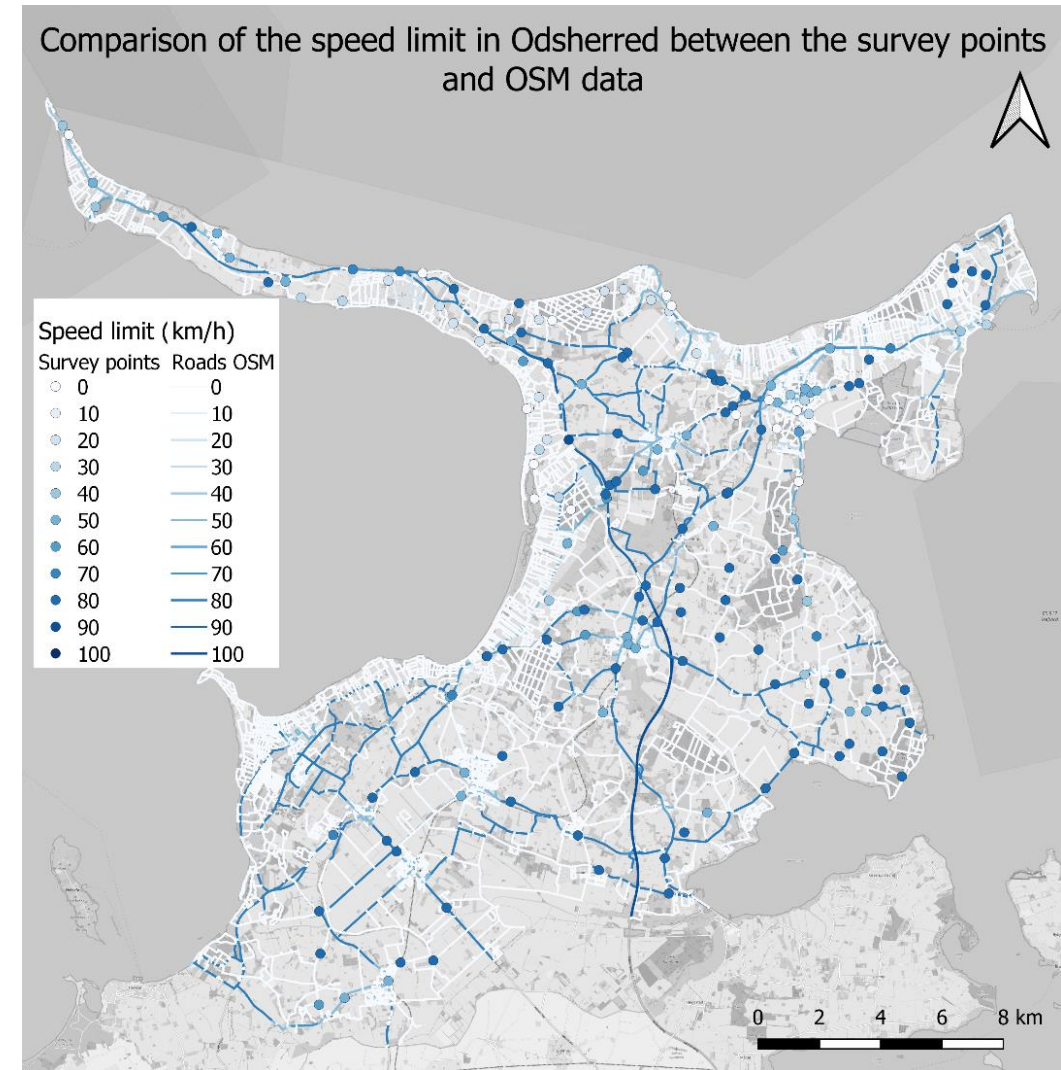 Comparison of the speed limit in Odsherred between the survey points
and OSM data
Speed limit (km/h)
Survey points Roads OSM
0 0
10 10
20 20
30 30
40 40
50 50
60 60
70 70
80 80
90 90
100 100
0 2 4 6 8 km